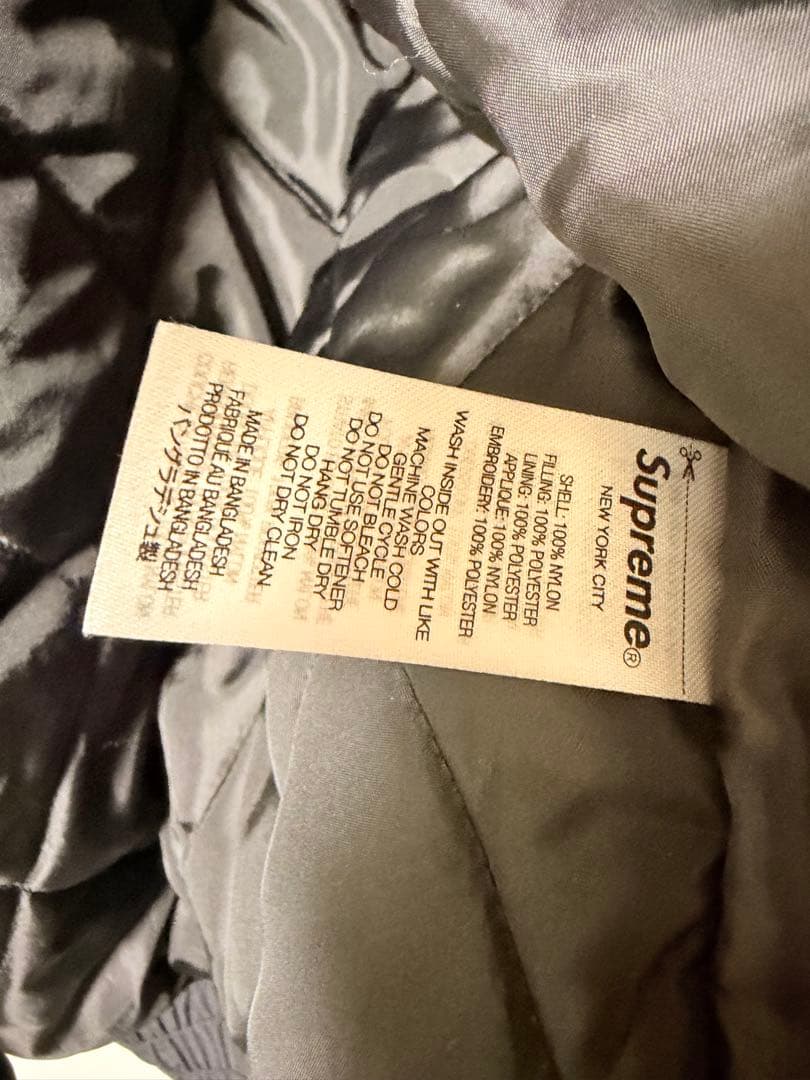 Supreme®
NEW YORK CITY
SHELL: 100% NYLON
FILLING: 100% POLYESTER
LINING: 100% POLYESTER
APPLIQUE: 100% NYLON
EMBROIDERY: 100% POLYESTER
WASH INSIDE OUT WITH LIKE
COLORS
MACHINE WASH COLD
GENTLE CYCLE
DO NOT BLEACH
DO NOT USE SOFTENER
DO NOT TUMBLE DRY
HANG DRY
DO NOT IRON
DO NOT DRY CLEAN
MADE IN BANGLADESH
FABRIQUE AU BANGLADESH
PRODOTTO IN BANGLADESH
バングラデシュ製